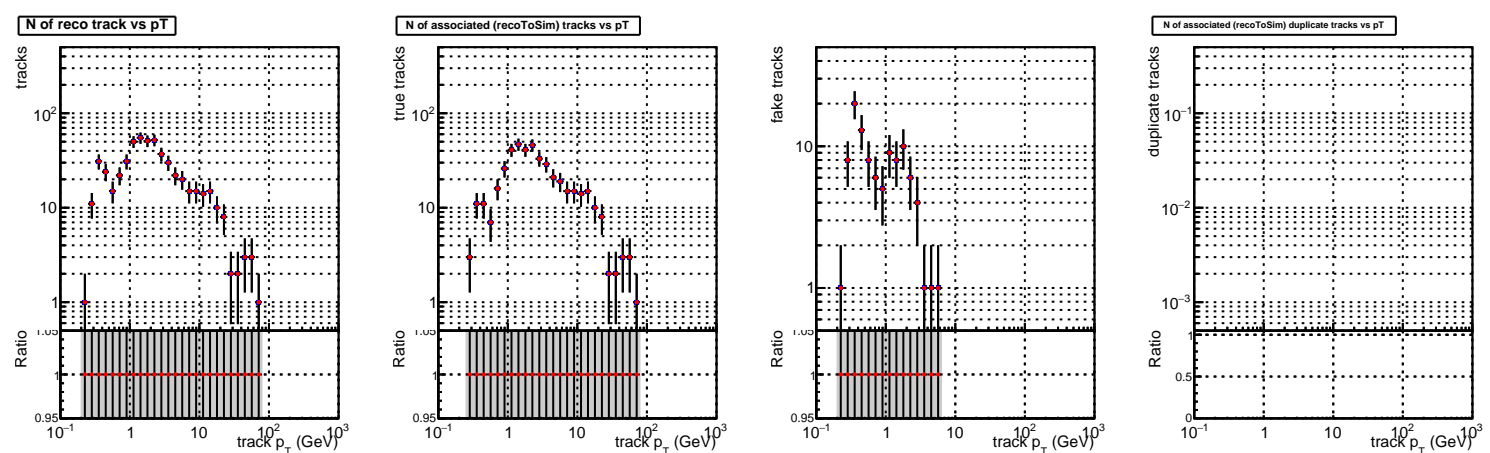 N of reco track vs pT
tracks
10²
10
1
Ratio
1.05
1
0.95
10⁻¹ 1 10 10² 10³
track p_T (GeV)
N of associated (recoToSim) tracks vs pT
true tracks
10²
10
1
Ratio
1.05
1
0.95
10⁻¹ 1 10 10² 10³
track p_T (GeV)
fake tracks
10
1
Ratio
1.05
1
0.95
10⁻¹ 1 10 10² 10³
track p_T (GeV)
N of associated (recoToSim) duplicate tracks vs pT
duplicate tracks
10⁻¹
10⁻²
10⁻³
Ratio
1
0.5
0
10⁻¹ 1 10 10² 10³
track p_T (GeV)